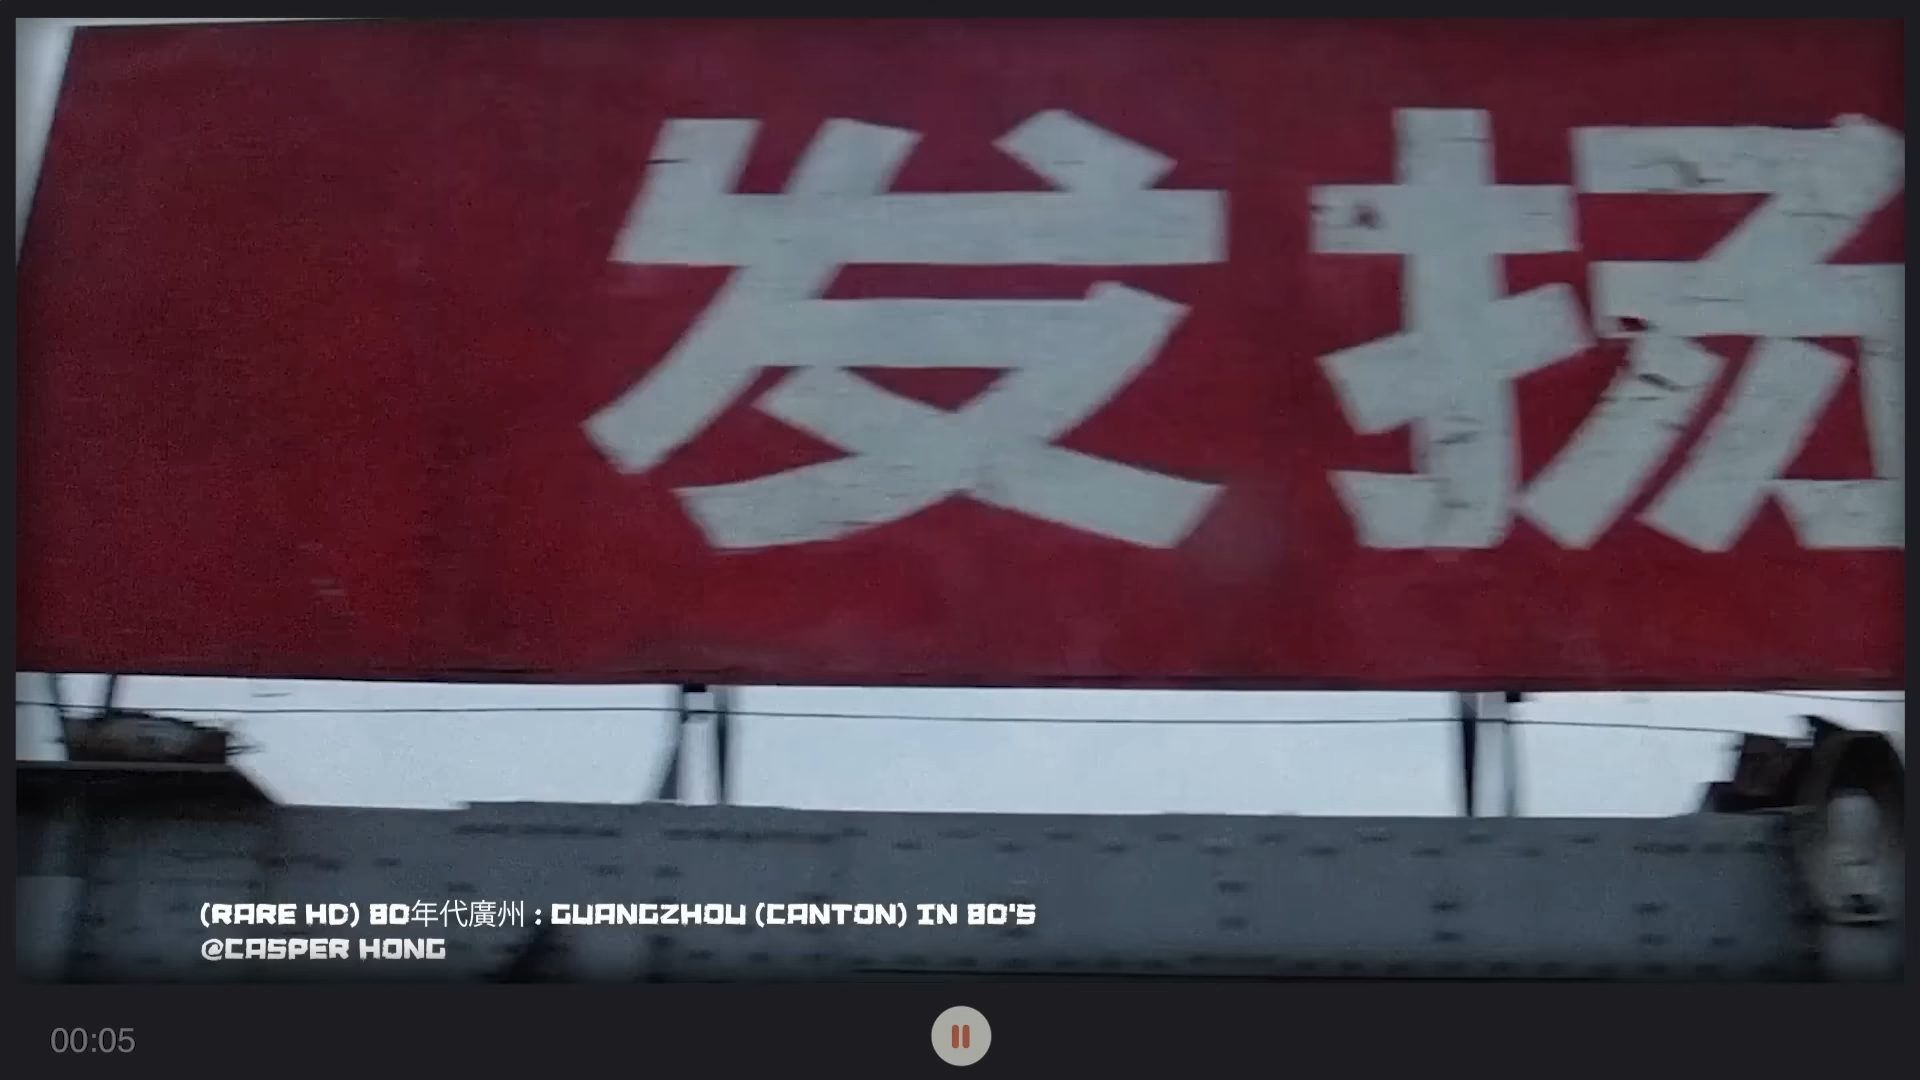 发扬
(RARE HD) 80年代廣州 : GUANGZHOU (CANTON) IN 80'S
@CASPER HONG
00:05